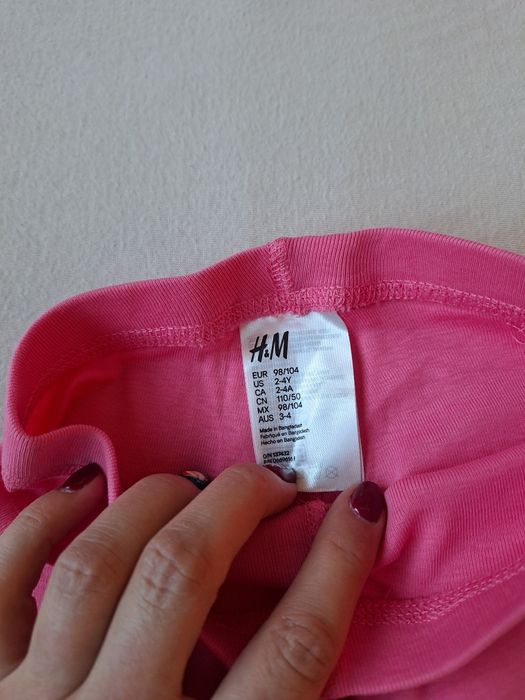 H&M
EUR 98/104
US 2-4Y
CA 2-4A
CN 110/50
MX 98/104
AUS 3-4
Made in Bangladesh
Fabriqué en Bangladesh
Hecho en Bangladesh
O/N 137432